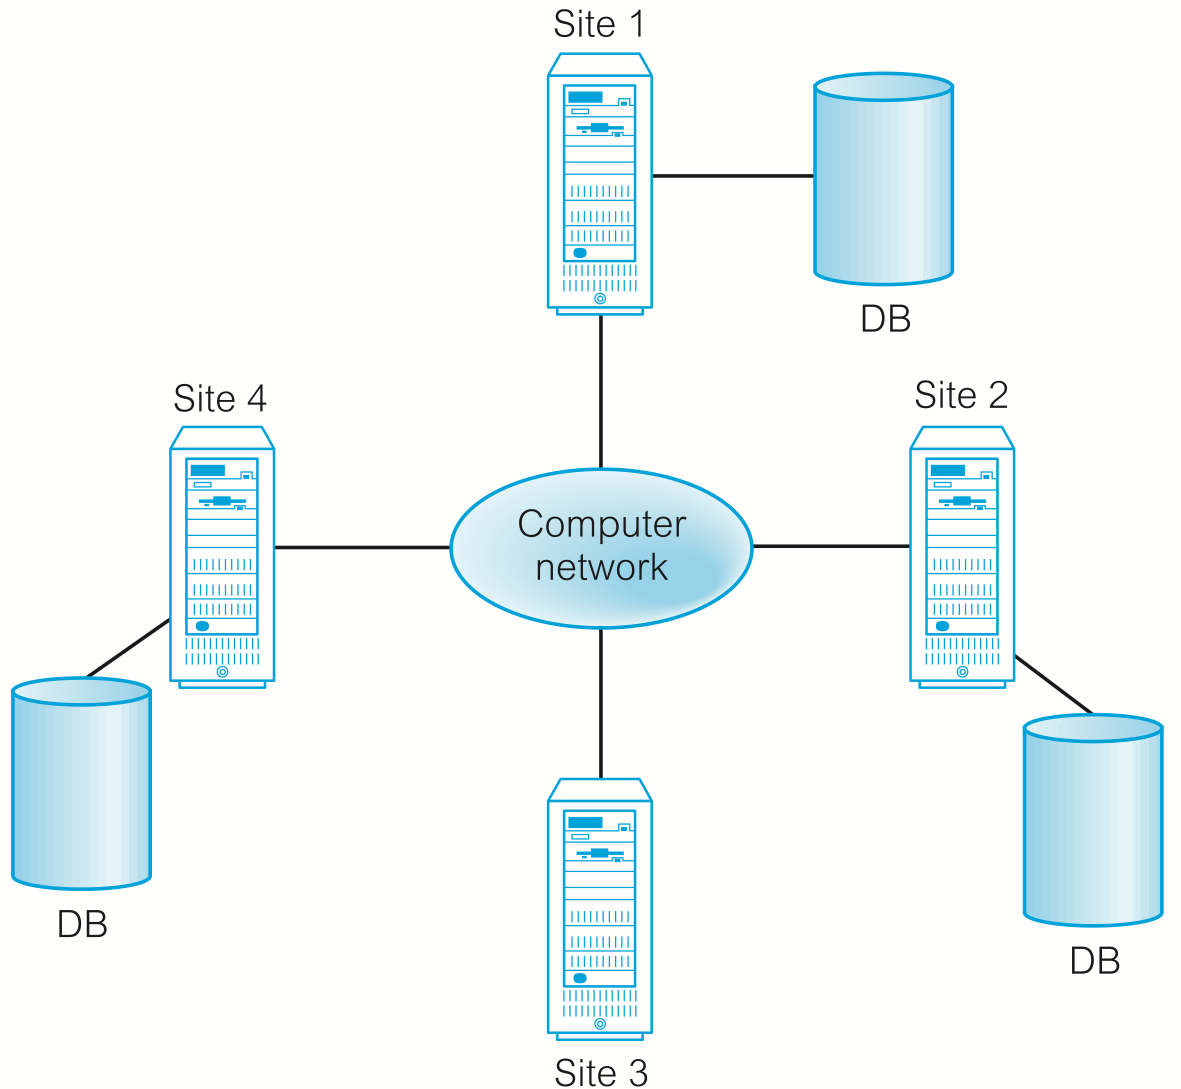 Site 1
DB
Site 4
Site 2
Computer
network
DB
DB
Site 3